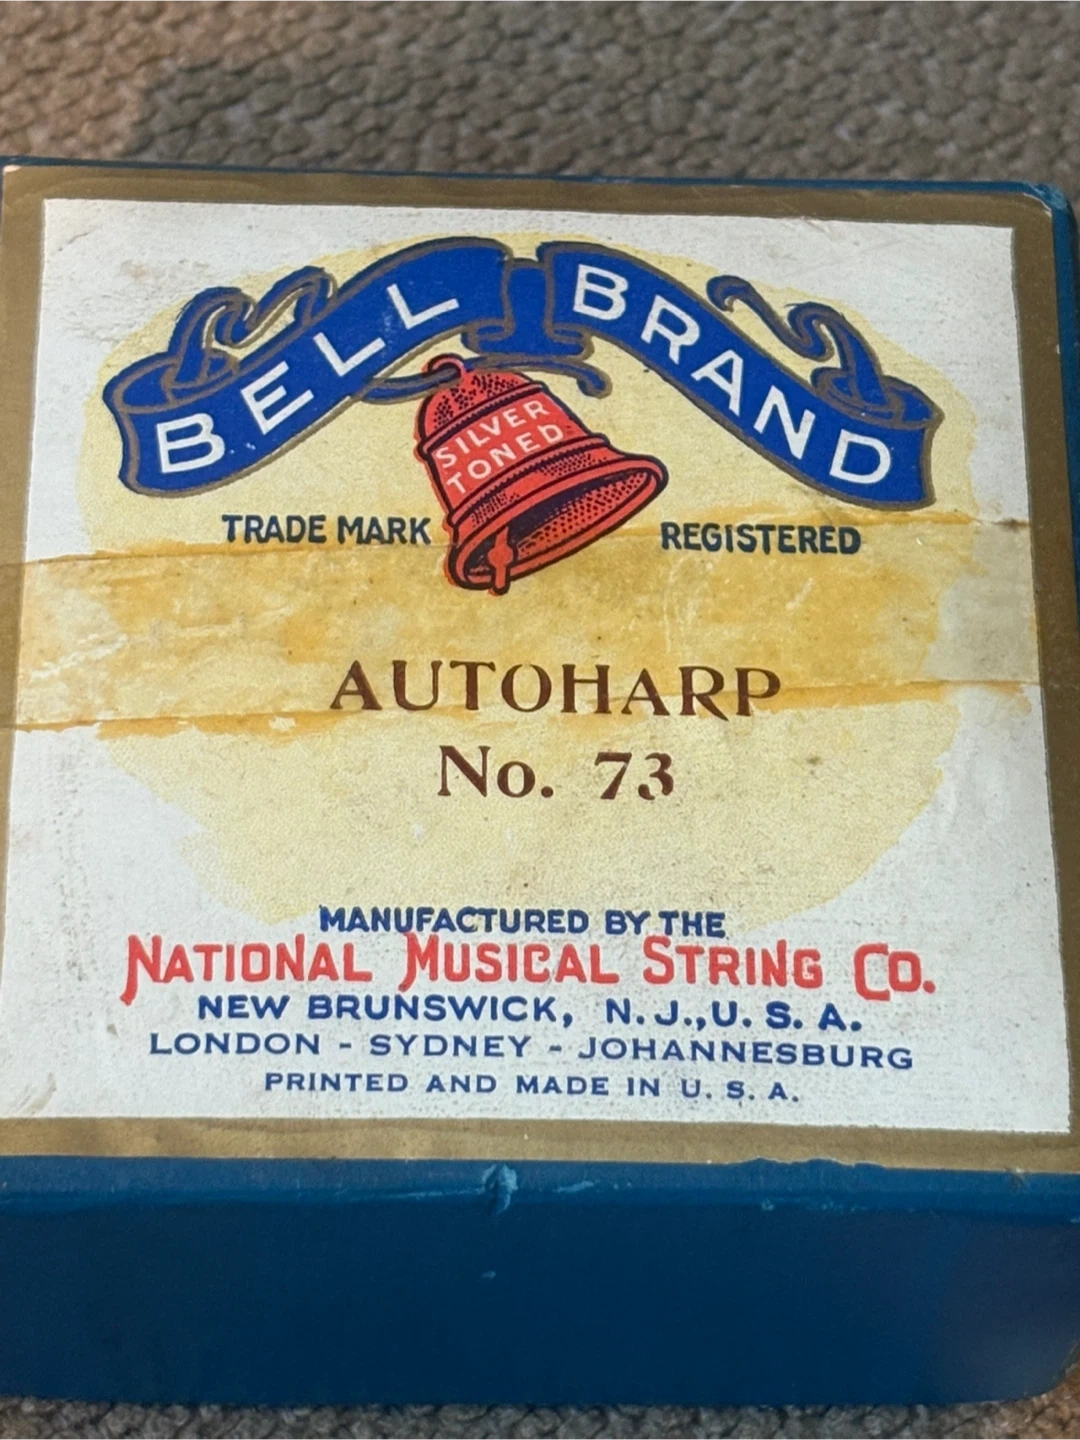 BELL BRAND
SILVER
TONED
TRADE MARK REGISTERED
AUTOHARP
No. 73
MANUFACTURED BY THE
NATIONAL MUSICAL STRING CO.
NEW BRUNSWICK, N. J., U. S. A.
LONDON - SYDNEY - JOHANNESBURG
PRINTED AND MADE IN U. S. A.